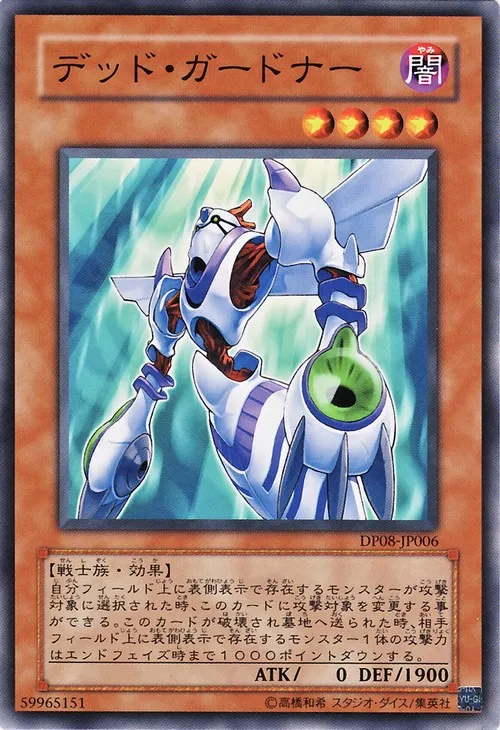 デッド・ガードナー
闇
やみ
DP08-JP006
【戦士族・効果】
自分フィールド上に表側表示で存在するモンスターが攻撃
対象に選択された時、このカードに攻撃対象を変更する事
ができる。このカードが破壊され墓地へ送られた時、相手
フィールド上に表側表示で存在するモンスター1体の攻撃力
はエンドフェイズ時まで1000ポイントダウンする。
ATK/ 0 DEF/1900
59965151
©高橋和希 スタジオ・ダイス/集英社